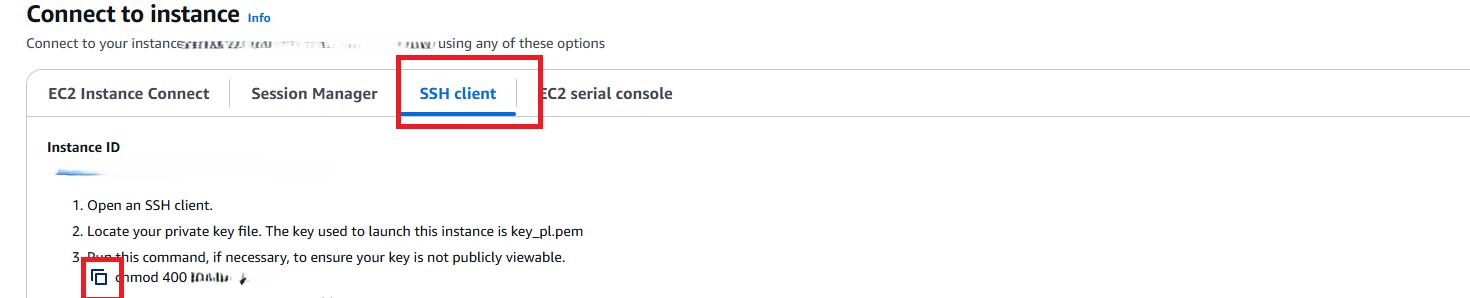 Connect to instance Info
Connect to your instance using any of these options
EC2 Instance Connect Session Manager SSH client EC2 serial console
Instance ID
1. Open an SSH client.
2. Locate your private key file. The key used to launch this instance is key_pl.pem
3. Run this command, if necessary, to ensure your key is not publicly viewable.
chmod 400